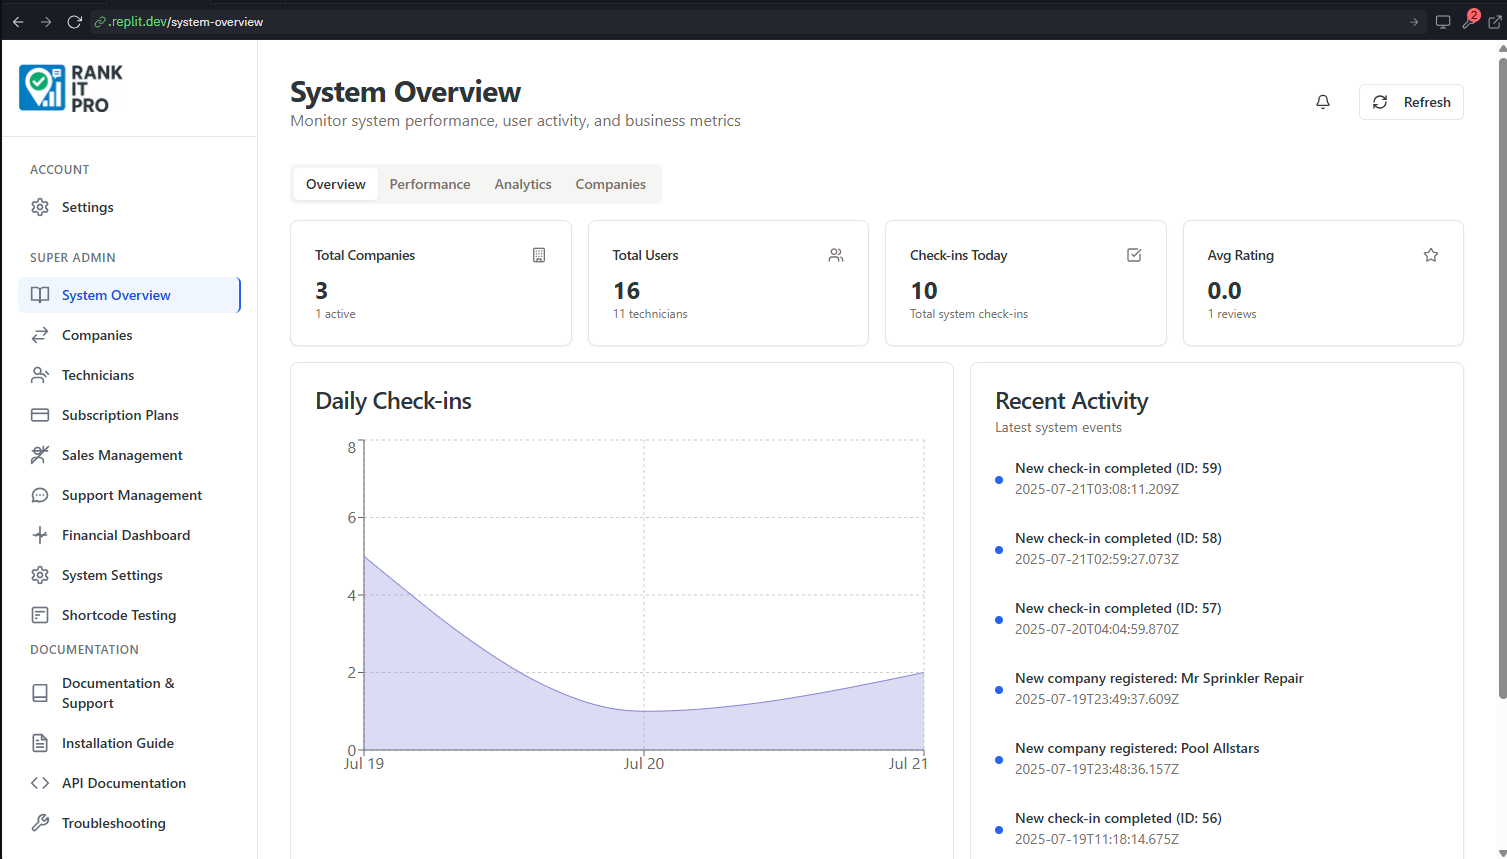 .replit.dev/system-overview
2
RANK
IT
PRO
ACCOUNT
Settings
SUPER ADMIN
System Overview
Companies
Technicians
Subscription Plans
Sales Management
Support Management
Financial Dashboard
System Settings
Shortcode Testing
DOCUMENTATION
Documentation &
Support
Installation Guide
API Documentation
Troubleshooting
System Overview
Monitor system performance, user activity, and business metrics
Refresh
Overview Performance Analytics Companies
Total Companies
3
1 active
Total Users
16
11 technicians
Check-ins Today
10
Total system check-ins
Avg Rating
0.0
1 reviews
Daily Check-ins
8
6
4
2
0
Jul 19 Jul 20 Jul 21
Recent Activity
Latest system events
New check-in completed (ID: 59)
2025-07-21T03:08:11.209Z
New check-in completed (ID: 58)
2025-07-21T02:59:27.073Z
New check-in completed (ID: 57)
2025-07-20T04:04:59.870Z
New company registered: Mr Sprinkler Repair
2025-07-19T23:49:37.609Z
New company registered: Pool Allstars
2025-07-19T23:48:36.157Z
New check-in completed (ID: 56)
2025-07-19T11:18:14.675Z